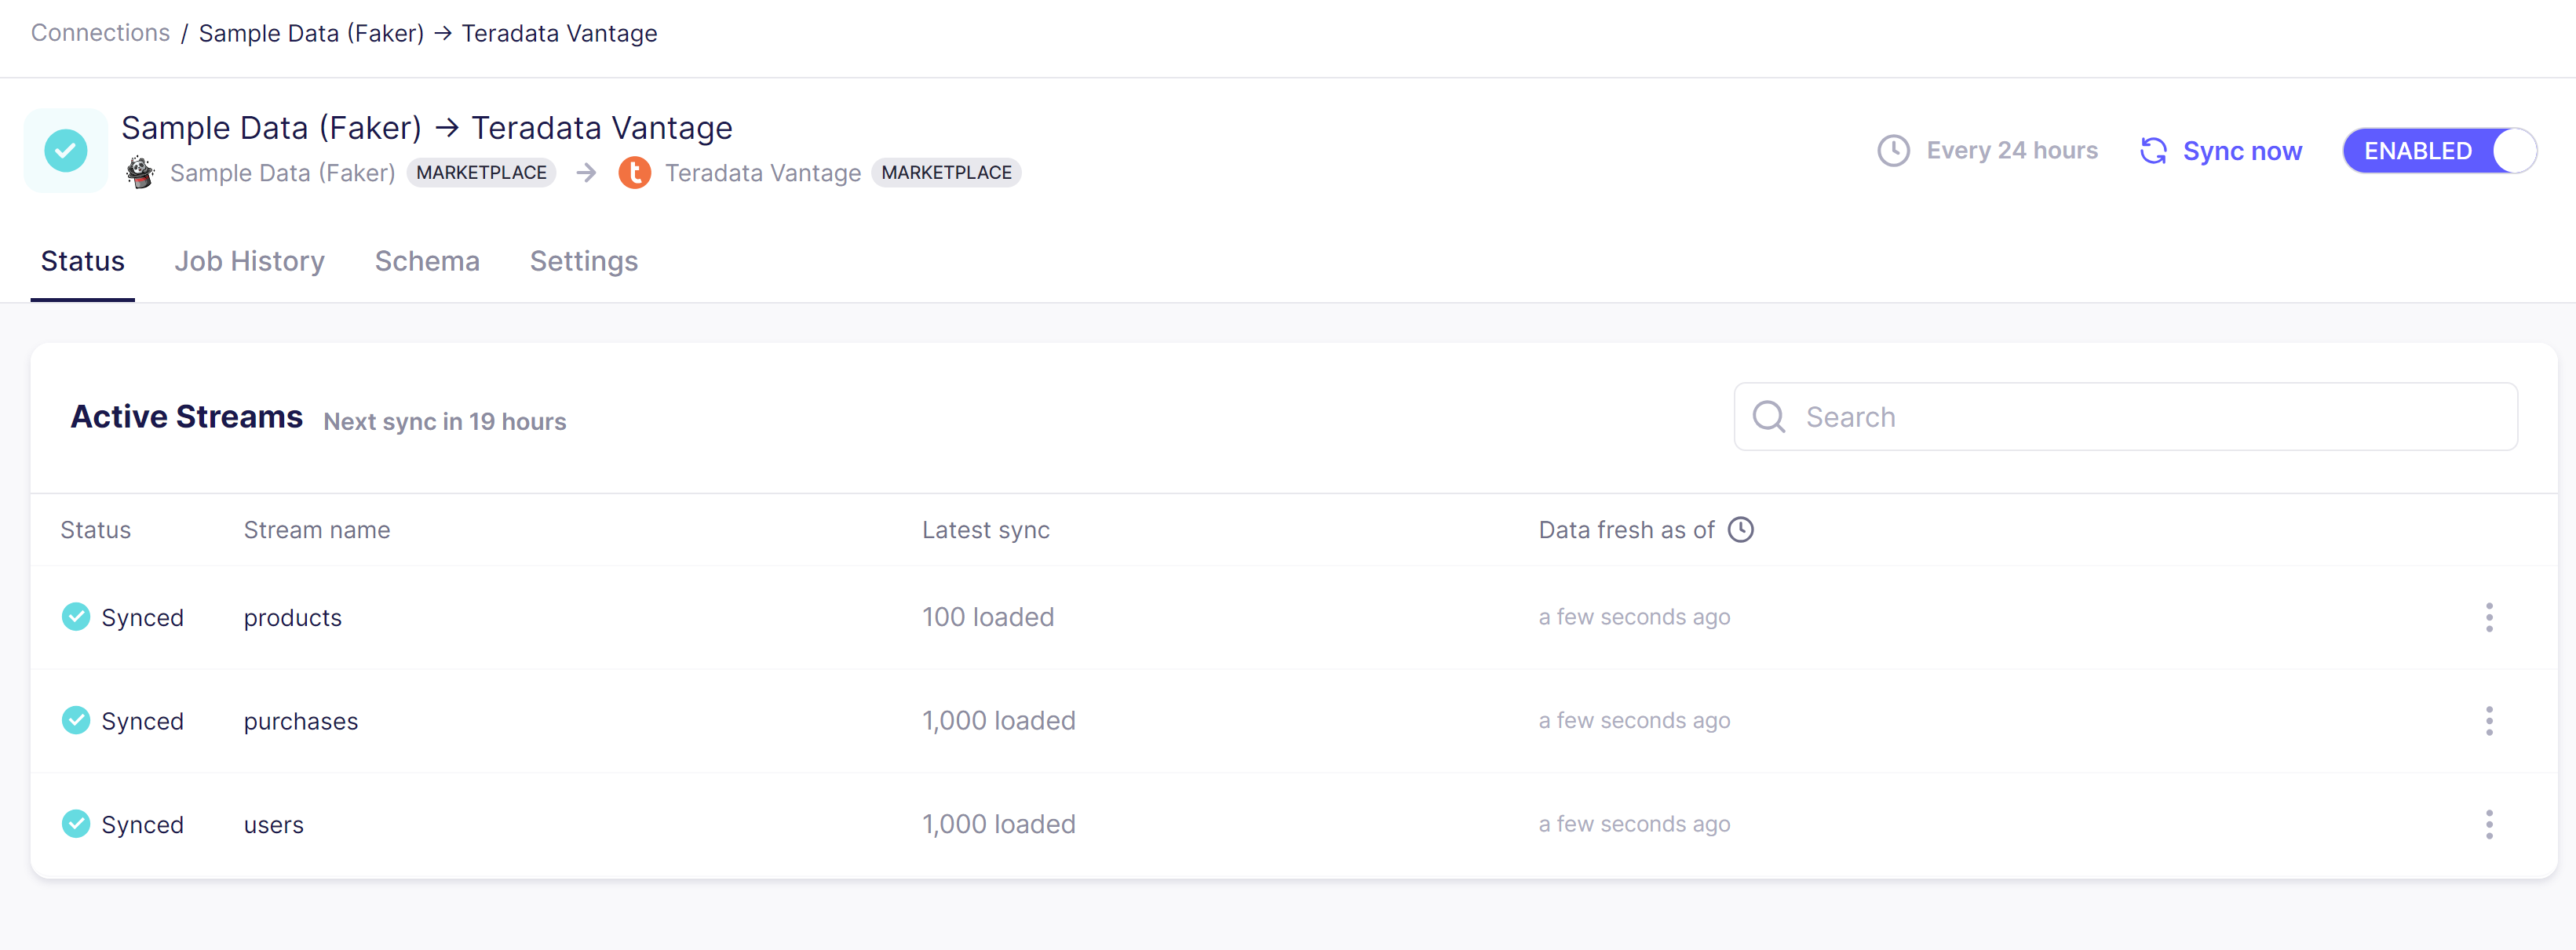 Connections / Sample Data (Faker) → Teradata Vantage
Sample Data (Faker) → Teradata Vantage
Sample Data (Faker) MARKETPLACE → t Teradata Vantage MARKETPLACE
Every 24 hours Sync now ENABLED
Status Job History Schema Settings
Active Streams Next sync in 19 hours Search
Status Stream name Latest sync Data fresh as of
Synced products 100 loaded a few seconds ago
Synced purchases 1,000 loaded a few seconds ago
Synced users 1,000 loaded a few seconds ago